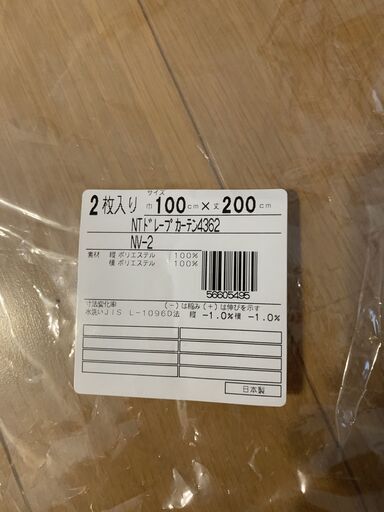 サイズ
2枚入り 巾100cm×丈200cm
NTドレープカーテン4362
NV-2
素材 縦 ポリエステル 100%
横 ポリエステル 100%
56605495
寸法変化(率) (-)は縮み(+)は伸びを示す
水洗いJIS L-1096D法 縦 -1.0% 横 -1.0%
日本製